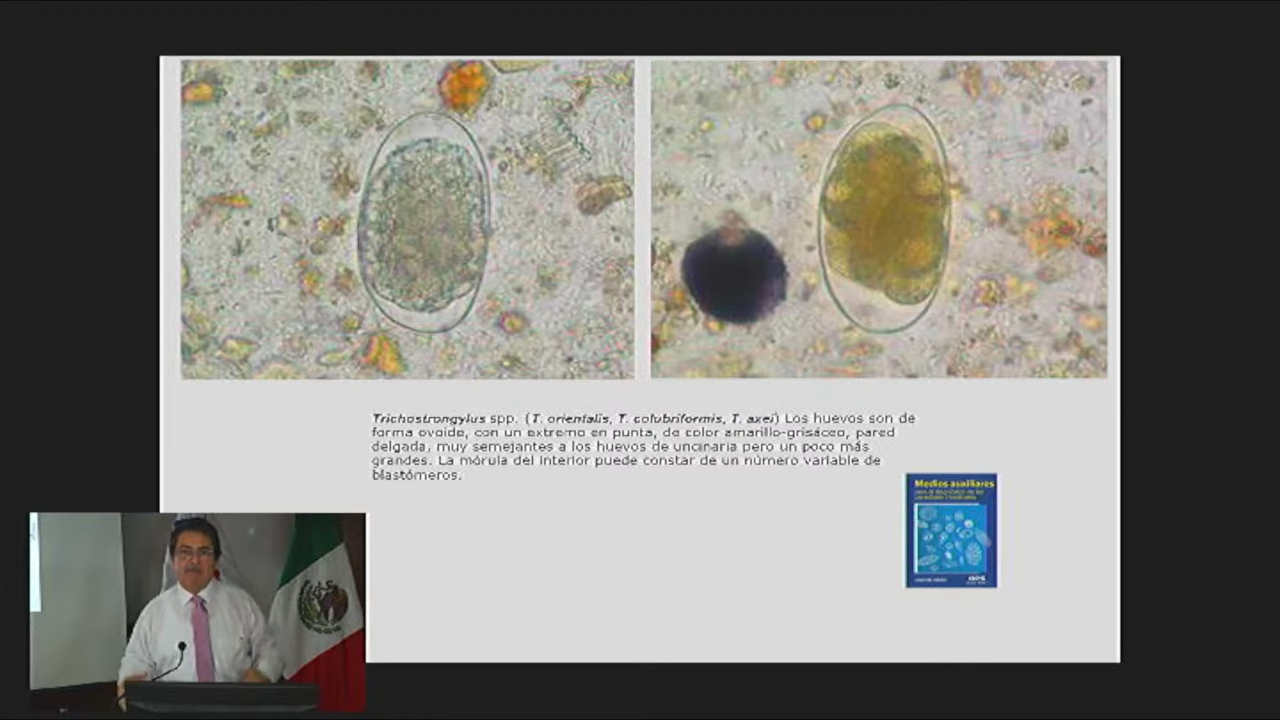 Trichostrongylus spp. (T. orientalis, T. colubriformis, T. axei) Los huevos son de
forma ovoide, con un extremo en punta, de color amarillo-grisáceo, pared
delgada, muy semejantes a los huevos de uncinaria pero un poco más
grandes. La mórula del interior puede constar de un número variable de
blastómeros.
Medios auxiliares